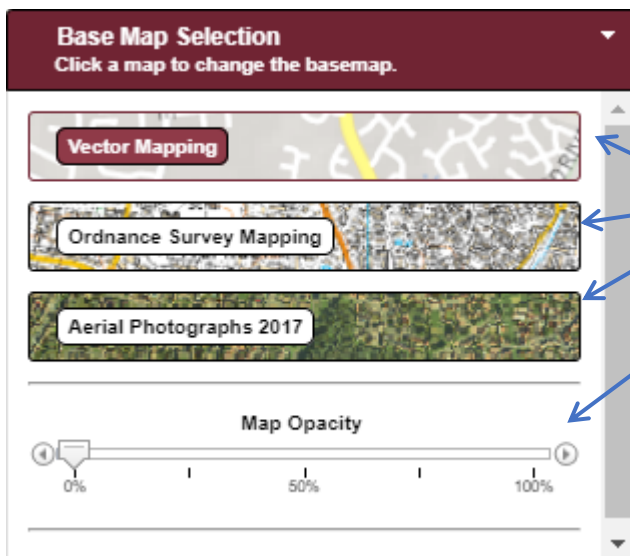 Base Map Selection
Click a map to change the basemap.
Vector Mapping
Ordnance Survey Mapping
Aerial Photographs 2017
Map Opacity
0% 50% 100%